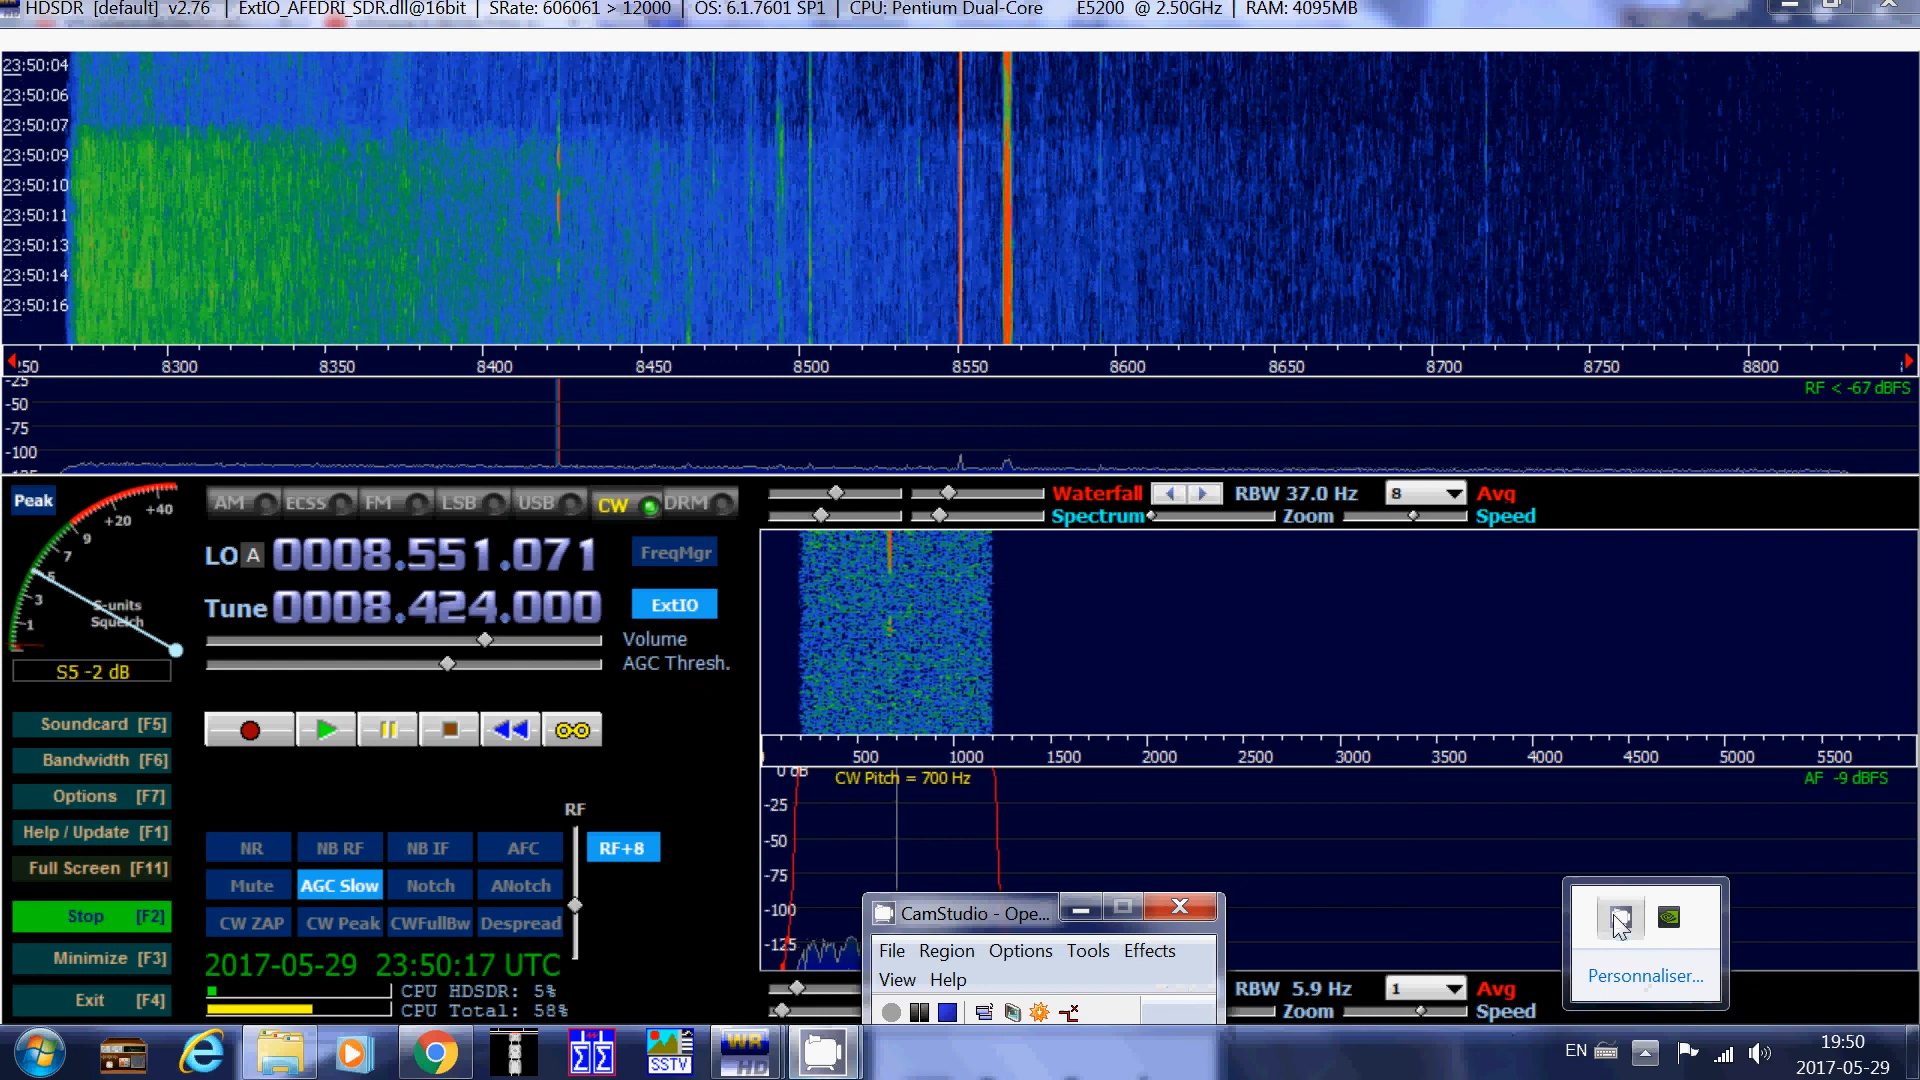 HDSDR [default] v2.76 | ExtIO_AFEDRI_SDR.dll@16bit | SRate: 606061 > 12000 | OS: 6.1.7601 SP1 | CPU: Pentium Dual-Core E5200 @ 2.50GHz | RAM: 4095MB
23:50:04
23:50:06
23:50:07
23:50:09
23:50:10
23:50:11
23:50:13
23:50:14
23:50:16
8300 8350 8400 8450 8500 8550 8600 8650 8700 8750 8800
-25
RF < -67 dBFS
-50
-75
-100
Peak
1 3 5 7 9 +20 +40
S-units
Squelch
S5 -2 dB
AM ECSS FM LSB USB CW DRM
LO A 0008.551.071 FreqMgr
Tune 0008.424.000 ExtIO
Volume
AGC Thresh.
Waterfall RBW 37.0 Hz 8 Avg
Spectrum Zoom Speed
Soundcard [F5]
Bandwidth [F6]
Options [F7]
Help / Update [F1]
Full Screen [F11]
Stop [F2]
Minimize [F3]
Exit [F4]
RF
NR NB RF NB IF AFC RF+8
Mute AGC Slow Notch ANotch
CW ZAP CW Peak CWFullBw Despread
2017-05-29 23:50:17 UTC
CPU HDSDR: 5%
CPU Total: 58%
500 1000 1500 2000 2500 3000 3500 4000 4500 5000 5500
0 dB CW Pitch = 700 Hz AF -9 dBFS
-25
-50
-75
-100
-125
CamStudio - Ope...
File Region Options Tools Effects
View Help
Personnaliser...
RBW 5.9 Hz 1 Avg
Zoom Speed
SSTV
WR
HD
EN
19:50
2017-05-29